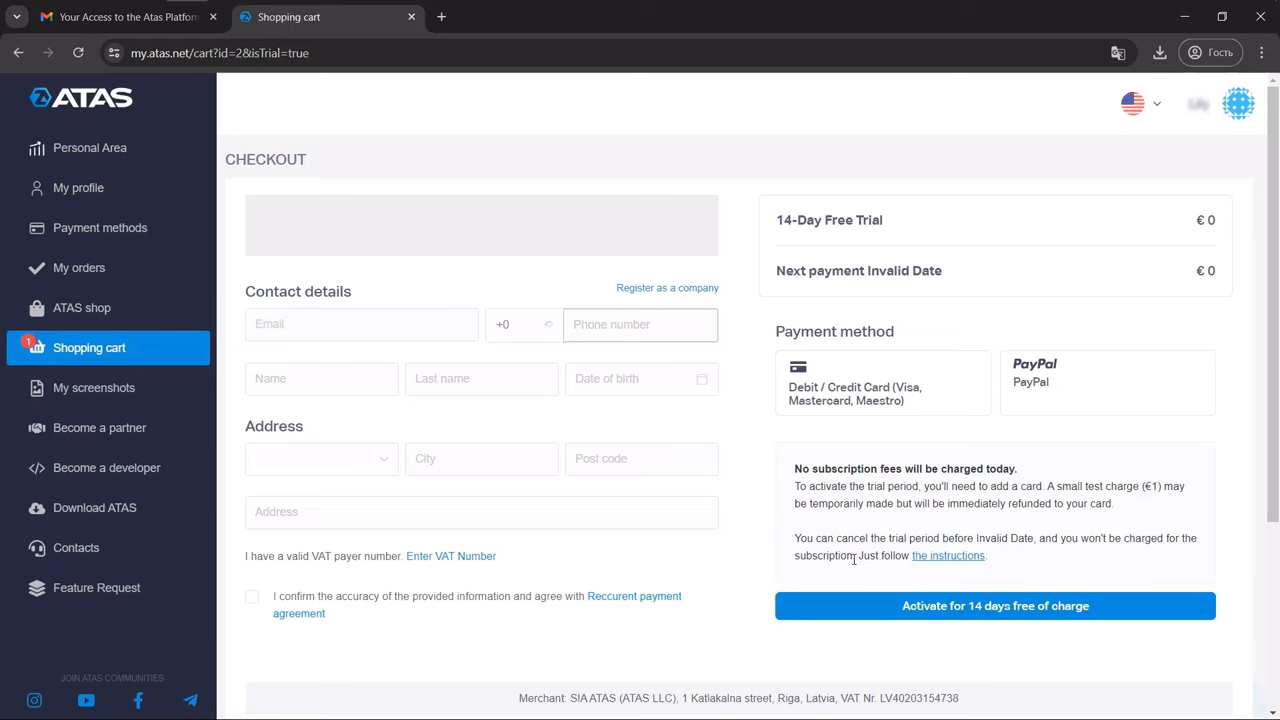 Your Access to the Atas Platform
Shopping cart
my.atas.net/cart?id=2&isTrial=true
Гость
ATAS
Personal Area
My profile
Payment methods
My orders
ATAS shop
1
Shopping cart
My screenshots
Become a partner
Become a developer
Download ATAS
Contacts
Feature Request
JOIN ATAS COMMUNITIES
CHECKOUT
Contact details
Register as a company
Email
+0
Phone number
Name
Last name
Date of birth
Address
City
Post code
Address
I have a valid VAT payer number. Enter VAT Number
I confirm the accuracy of the provided information and agree with Reccurent payment
agreement
14-Day Free Trial
€ 0
Next payment Invalid Date
€ 0
Payment method
Debit / Credit Card (Visa,
Mastercard, Maestro)
PayPal
PayPal
No subscription fees will be charged today.
To activate the trial period, you'll need to add a card. A small test charge (€1) may
be temporarily made but will be immediately refunded to your card.
You can cancel the trial period before Invalid Date, and you won't be charged for the
subscription. Just follow the instructions.
Activate for 14 days free of charge
Merchant: SIA ATAS (ATAS LLC), 1 Katlakalna street, Riga, Latvia, VAT Nr. LV40203154738